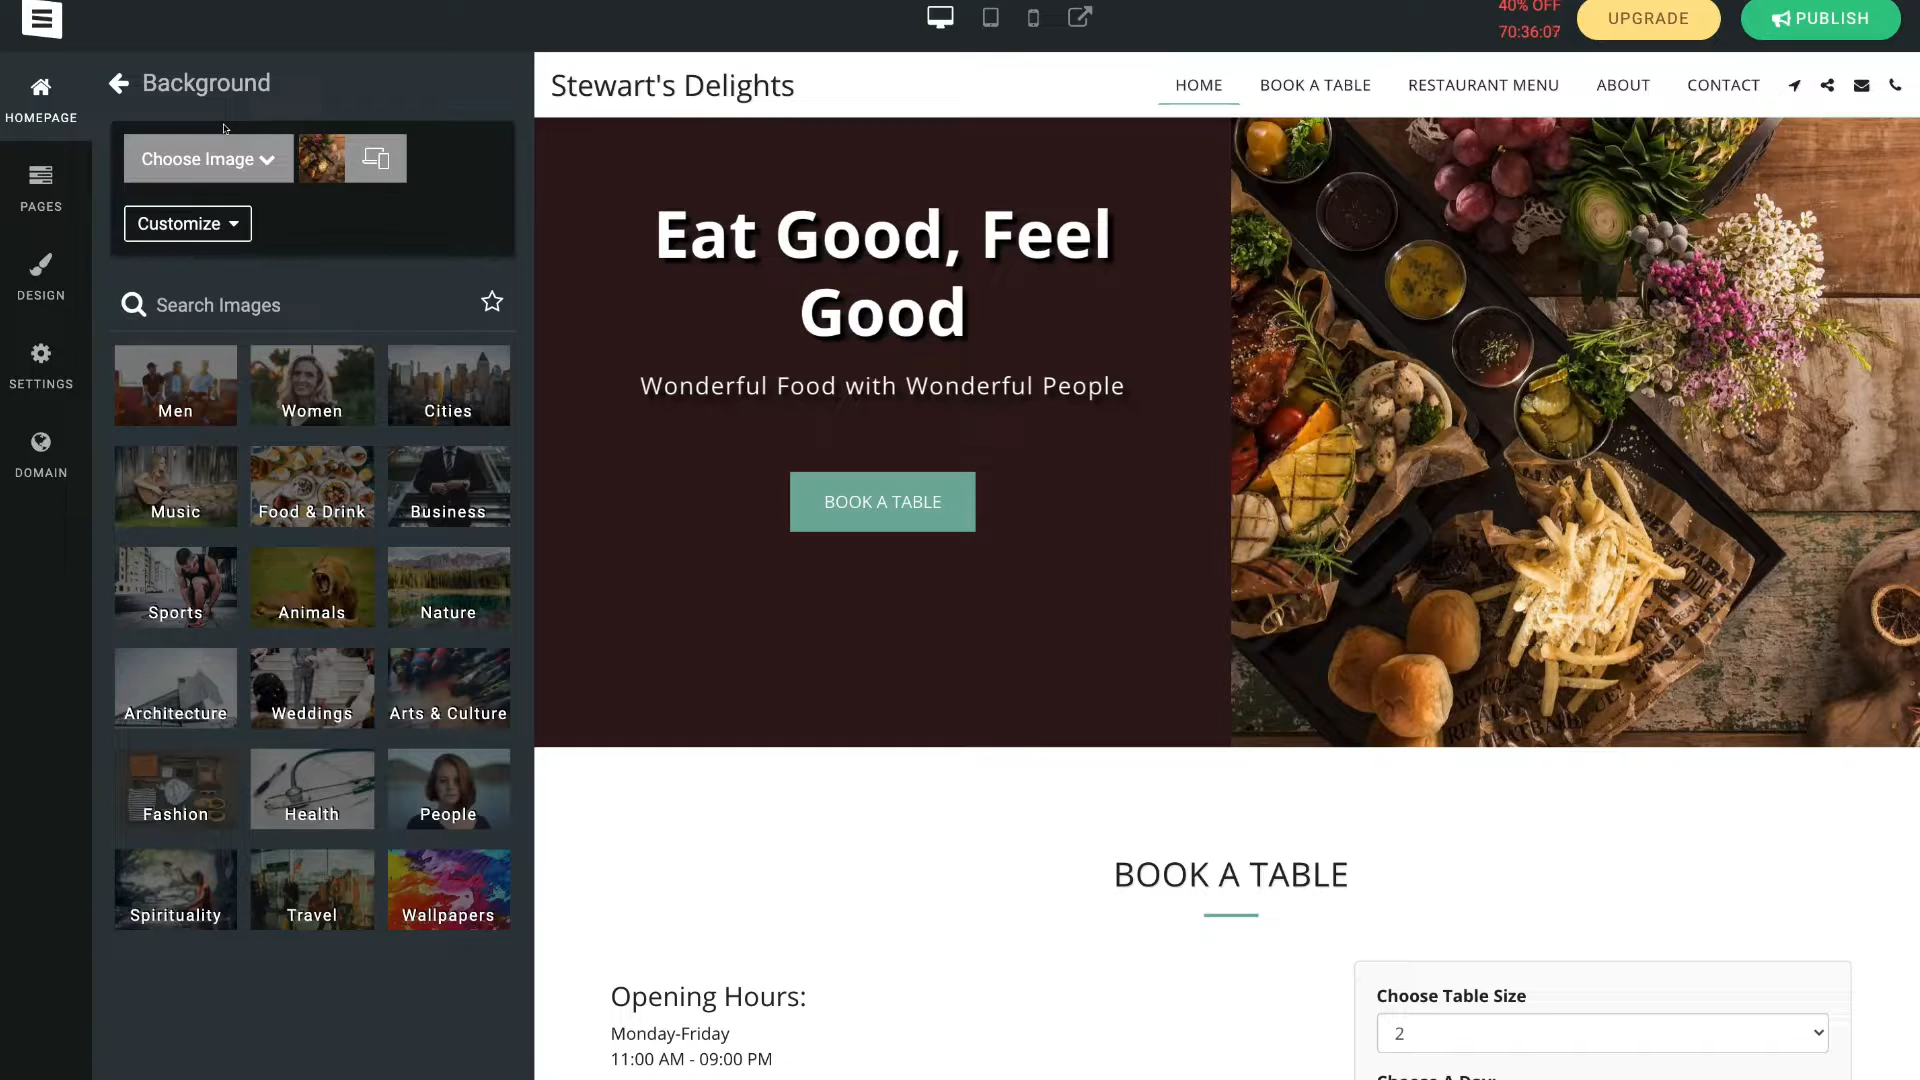 40% OFF
70:36:07
UPGRADE
PUBLISH
HOMEPAGE
PAGES
DESIGN
SETTINGS
DOMAIN
Background
Choose Image
Customize
Search Images
Men
Women
Cities
Music
Food & Drink
Business
Sports
Animals
Nature
Architecture
Weddings
Arts & Culture
Fashion
Health
People
Spirituality
Travel
Wallpapers
Stewart's Delights
HOME
BOOK A TABLE
RESTAURANT MENU
ABOUT
CONTACT
Eat Good, Feel
Good
Wonderful Food with Wonderful People
BOOK A TABLE
BOOK A TABLE
Opening Hours:
Monday-Friday
11:00 AM - 09:00 PM
Choose Table Size
2